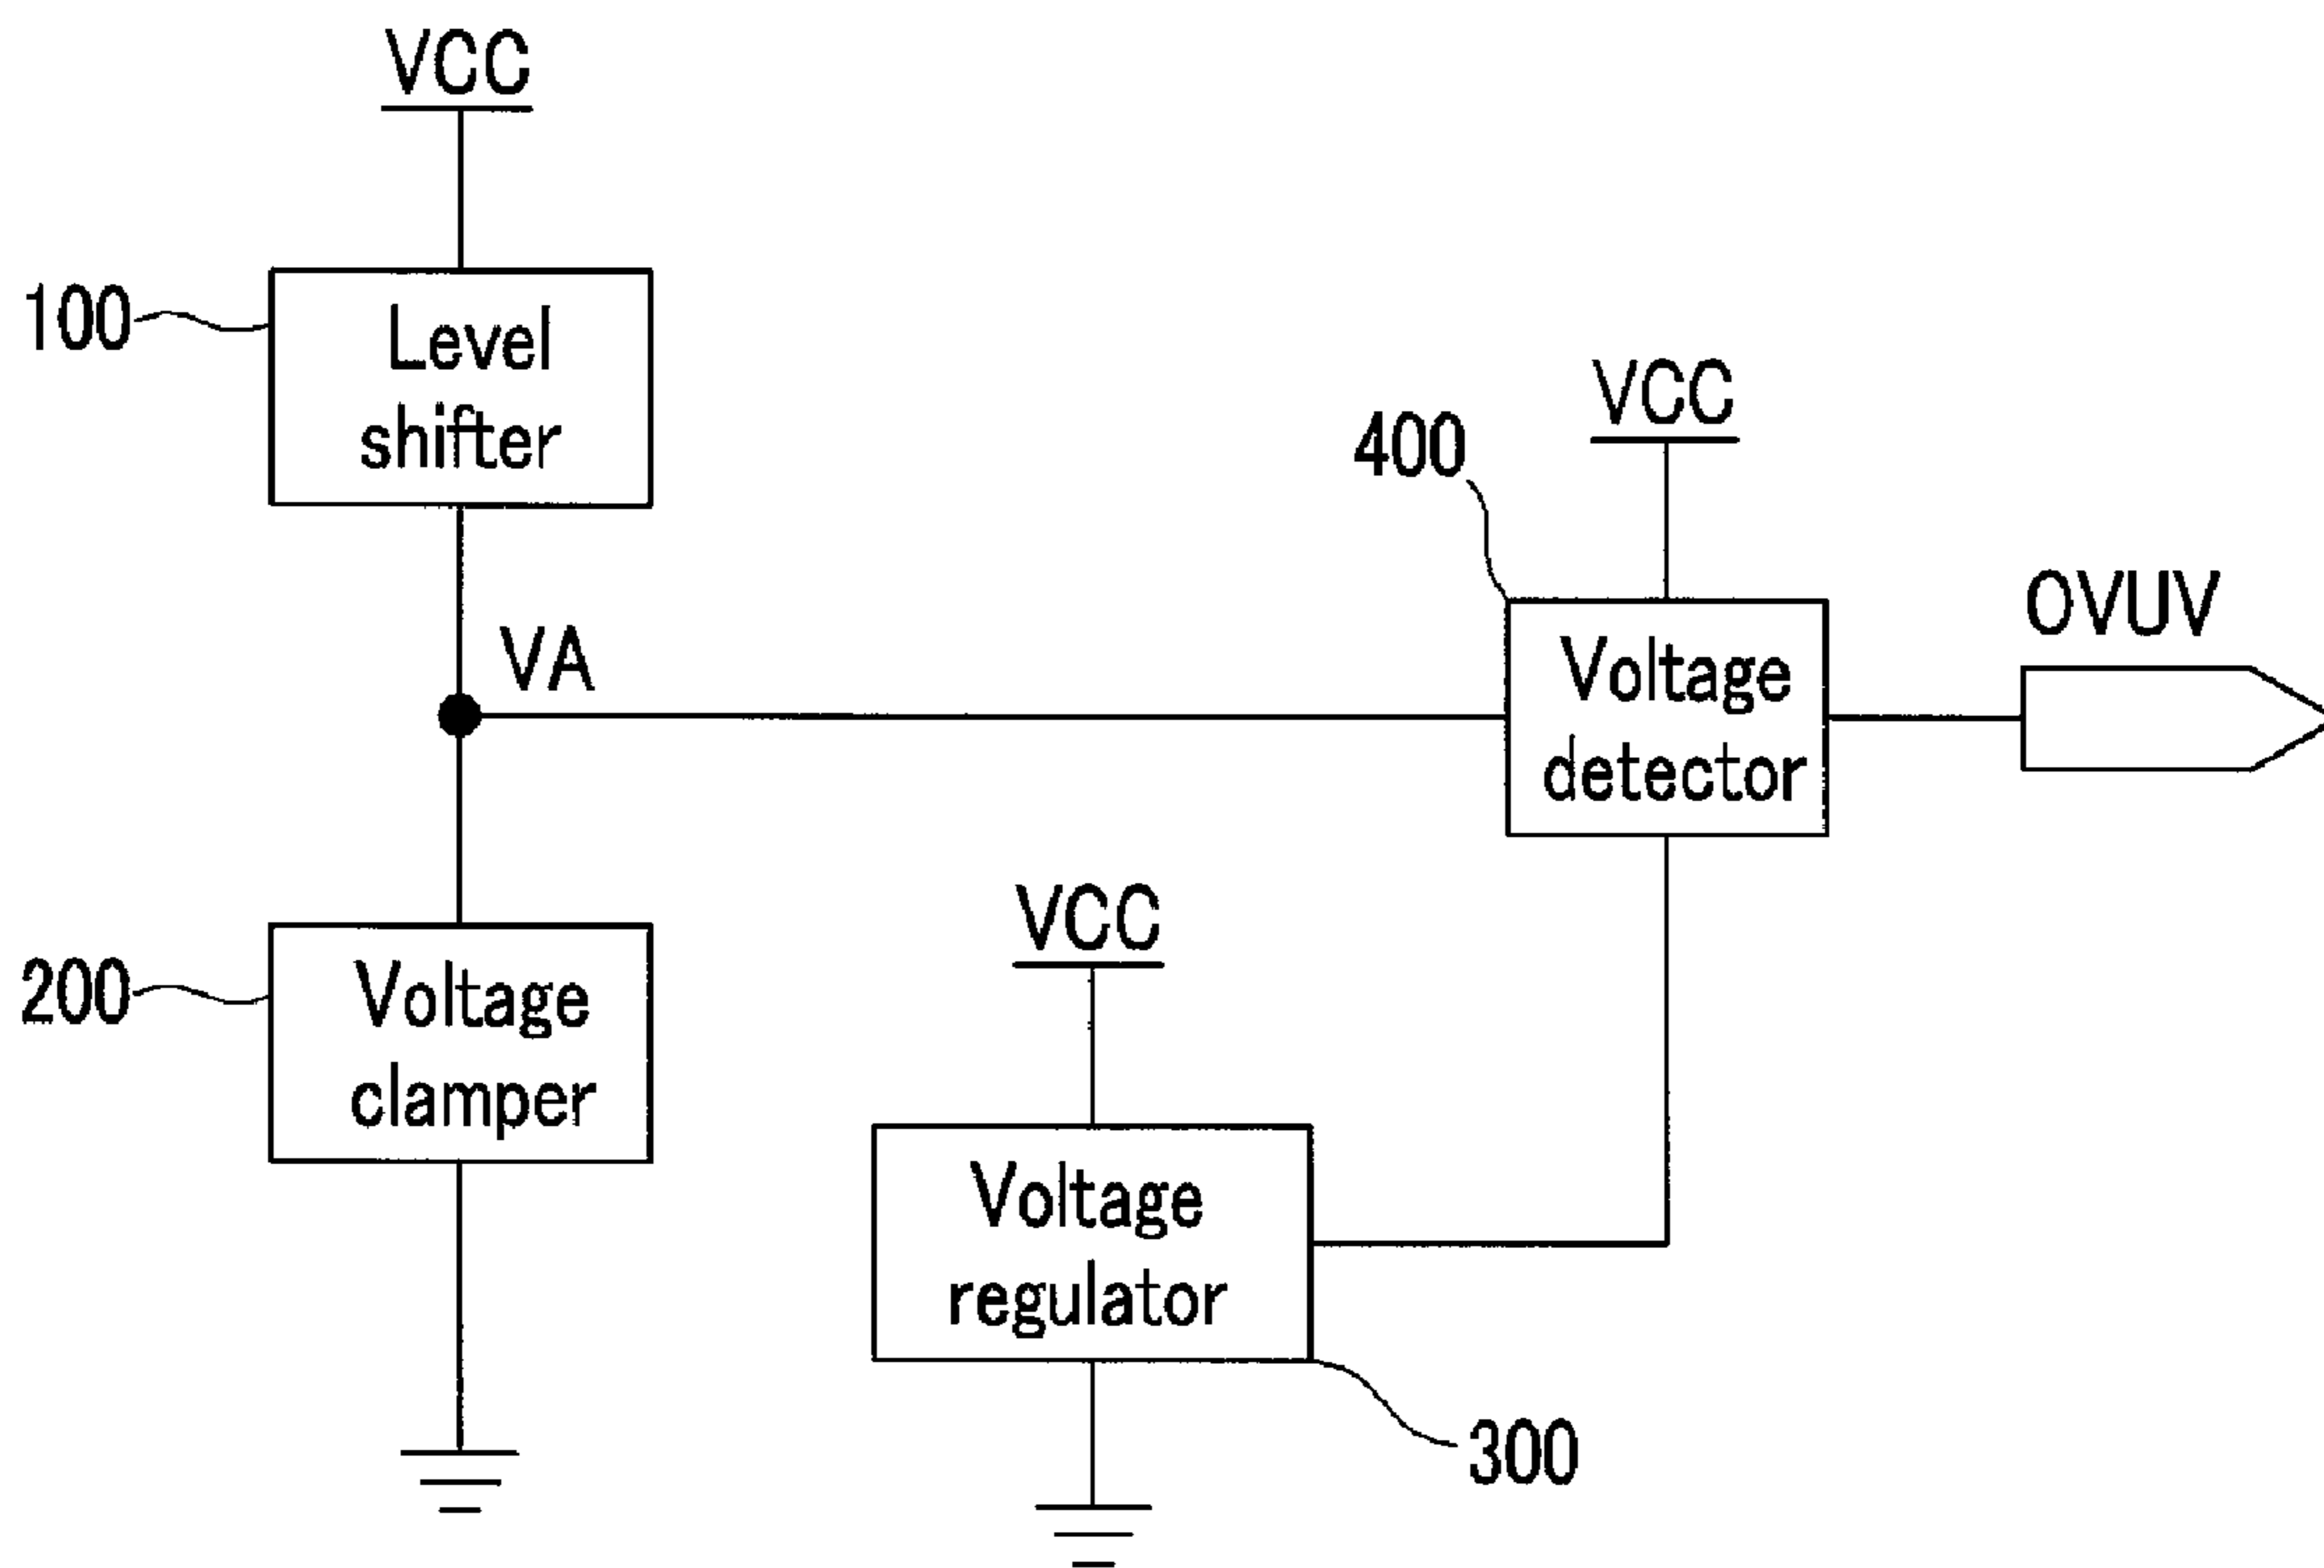 VCC
100
Level
shifter
VCC
400
OVUV
VA
Voltage
detector
VCC
200
Voltage
clamper
Voltage
regulator
300